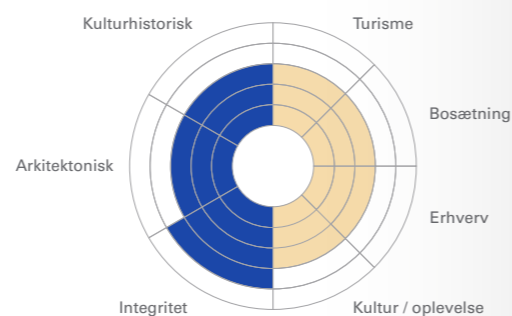 Kulturhistorisk
Turisme
Bosætning
Arkitektonisk
Erhverv
Integritet
Kultur / oplevelse